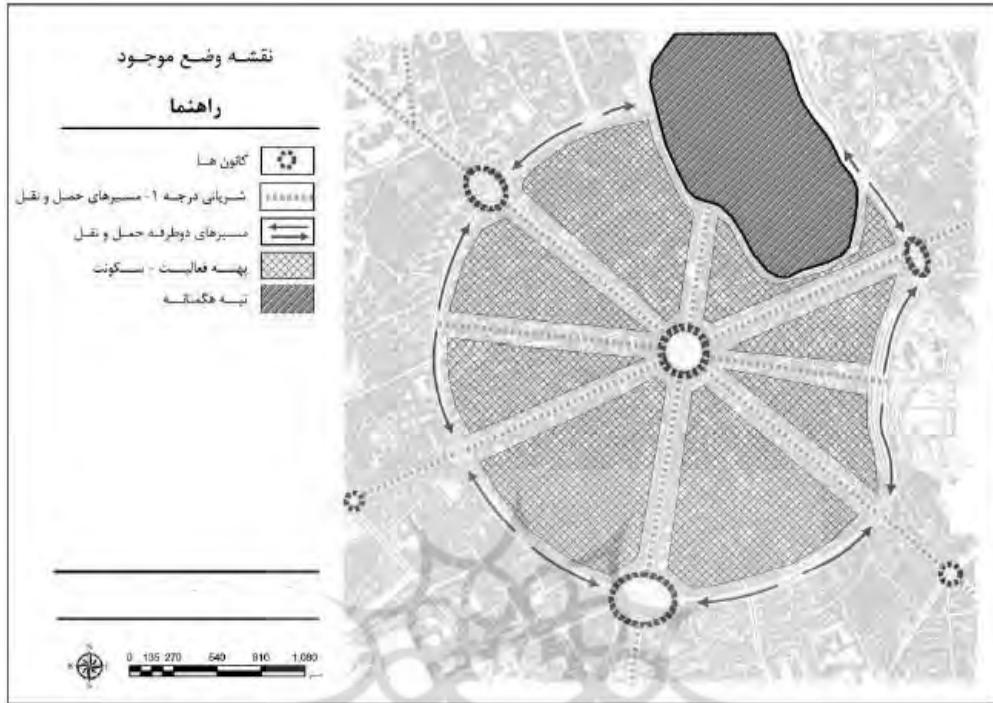 نقشه وضع موجود
راهنما
کانون ها
شریانی درجه ۱- مسیرهای حمل و نقل
مسیرهای دوطرفه حمل و نقل
پهنه فعالیت - سکونت
تپه هگمتانه
0 135 270 540 810 1,080